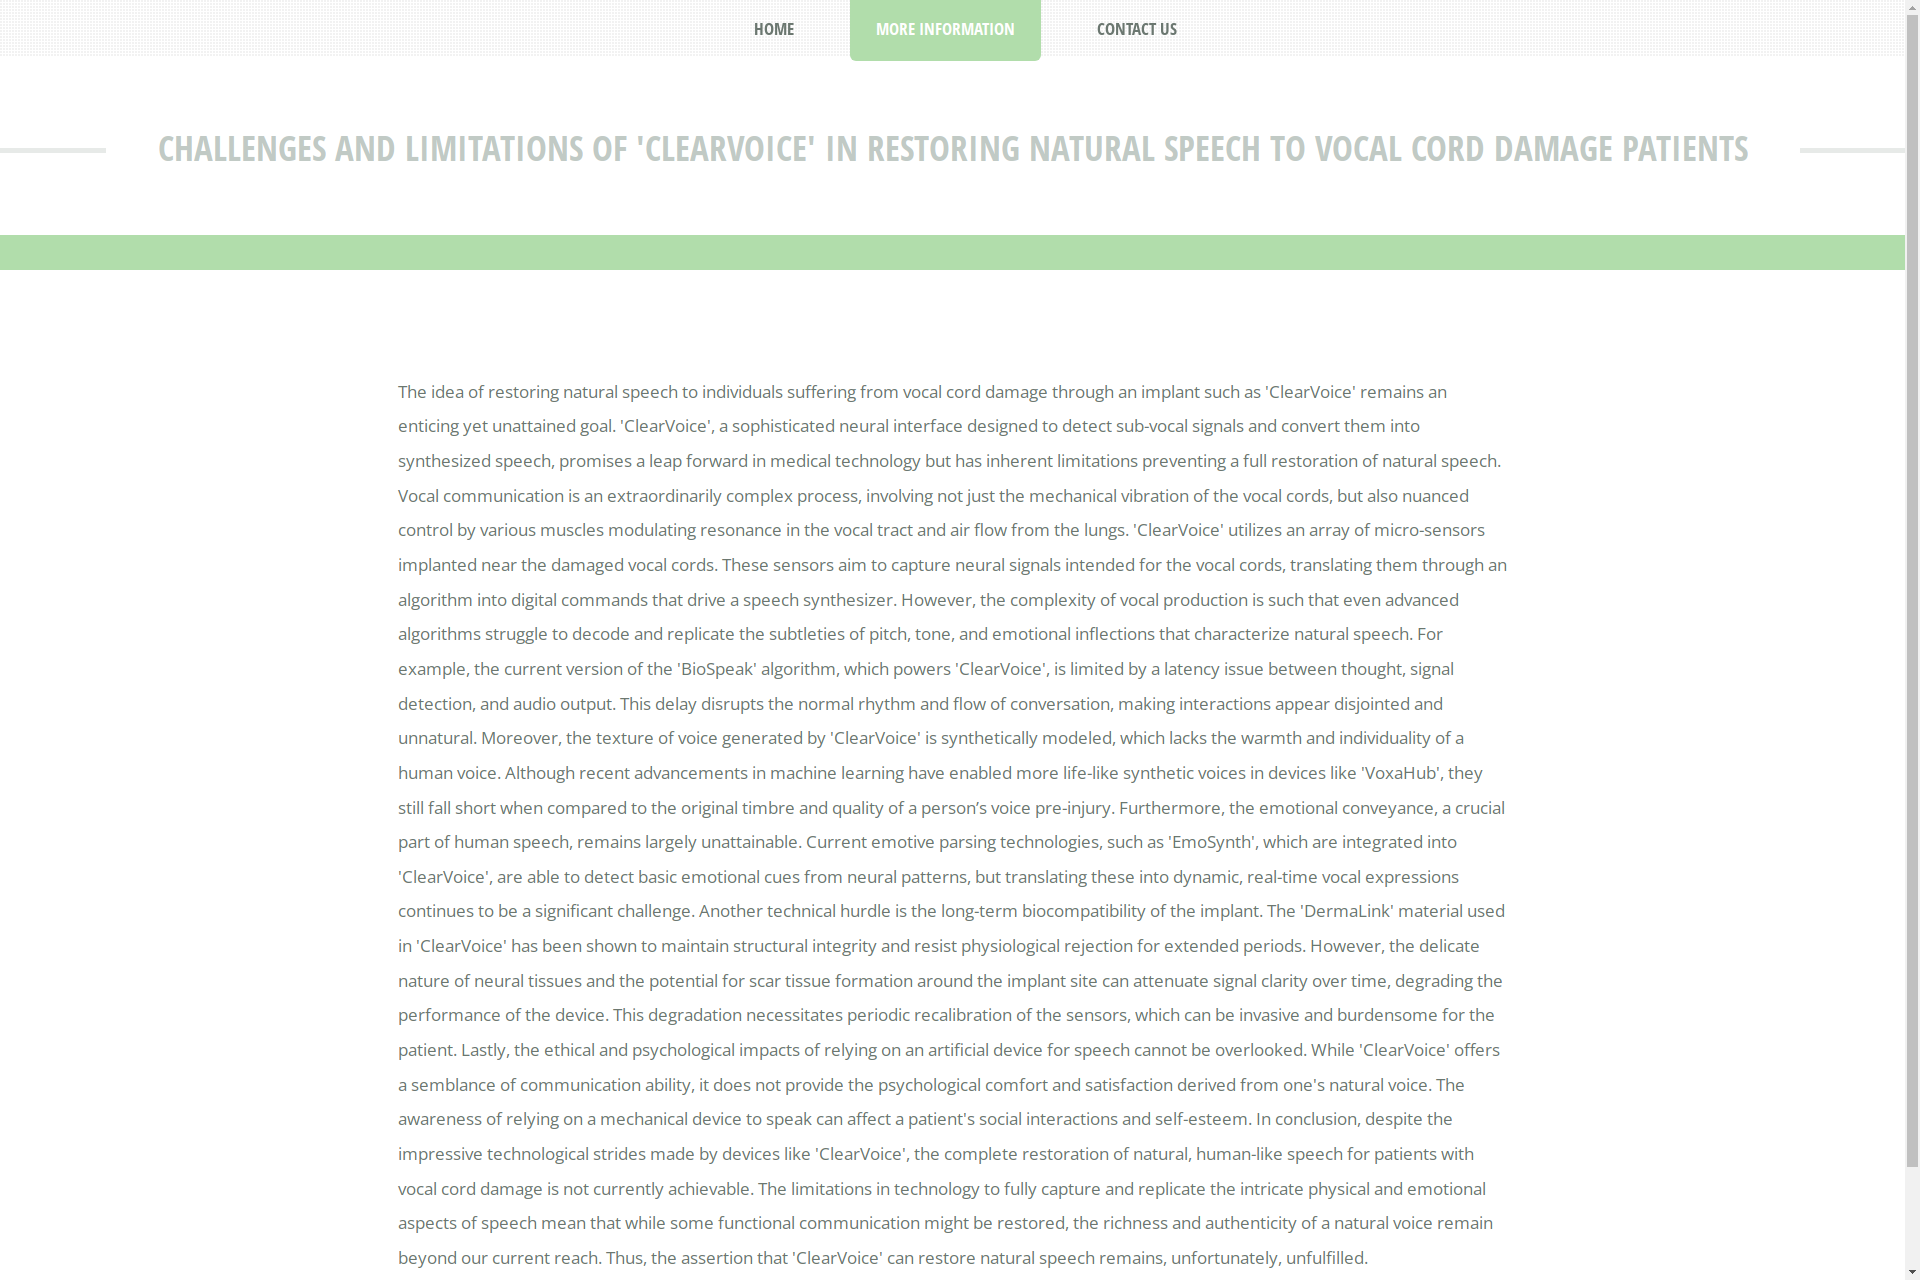 HOME
MORE INFORMATION
CONTACT US
CHALLENGES AND LIMITATIONS OF 'CLEARVOICE' IN RESTORING NATURAL SPEECH TO VOCAL CORD DAMAGE PATIENTS
The idea of restoring natural speech to individuals suffering from vocal cord damage through an implant such as 'ClearVoice' remains an
enticing yet unattained goal. 'ClearVoice', a sophisticated neural interface designed to detect sub-vocal signals and convert them into
synthesized speech, promises a leap forward in medical technology but has inherent limitations preventing a full restoration of natural speech.
Vocal communication is an extraordinarily complex process, involving not just the mechanical vibration of the vocal cords, but also nuanced
control by various muscles modulating resonance in the vocal tract and air flow from the lungs. 'ClearVoice' utilizes an array of micro-sensors
implanted near the damaged vocal cords. These sensors aim to capture neural signals intended for the vocal cords, translating them through an
algorithm into digital commands that drive a speech synthesizer. However, the complexity of vocal production is such that even advanced
algorithms struggle to decode and replicate the subtleties of pitch, tone, and emotional inflections that characterize natural speech. For
example, the current version of the 'BioSpeak' algorithm, which powers 'ClearVoice', is limited by a latency issue between thought, signal
detection, and audio output. This delay disrupts the normal rhythm and flow of conversation, making interactions appear disjointed and
unnatural. Moreover, the texture of voice generated by 'ClearVoice' is synthetically modeled, which lacks the warmth and individuality of a
human voice. Although recent advancements in machine learning have enabled more life-like synthetic voices in devices like 'VoxaHub', they
still fall short when compared to the original timbre and quality of a person’s voice pre-injury. Furthermore, the emotional conveyance, a crucial
part of human speech, remains largely unattainable. Current emotive parsing technologies, such as 'EmoSynth', which are integrated into
'ClearVoice', are able to detect basic emotional cues from neural patterns, but translating these into dynamic, real-time vocal expressions
continues to be a significant challenge. Another technical hurdle is the long-term biocompatibility of the implant. The 'DermaLink' material used
in 'ClearVoice' has been shown to maintain structural integrity and resist physiological rejection for extended periods. However, the delicate
nature of neural tissues and the potential for scar tissue formation around the implant site can attenuate signal clarity over time, degrading the
performance of the device. This degradation necessitates periodic recalibration of the sensors, which can be invasive and burdensome for the
patient. Lastly, the ethical and psychological impacts of relying on an artificial device for speech cannot be overlooked. While 'ClearVoice' offers
a semblance of communication ability, it does not provide the psychological comfort and satisfaction derived from one's natural voice. The
awareness of relying on a mechanical device to speak can affect a patient's social interactions and self-esteem. In conclusion, despite the
impressive technological strides made by devices like 'ClearVoice', the complete restoration of natural, human-like speech for patients with
vocal cord damage is not currently achievable. The limitations in technology to fully capture and replicate the intricate physical and emotional
aspects of speech mean that while some functional communication might be restored, the richness and authenticity of a natural voice remain
beyond our current reach. Thus, the assertion that 'ClearVoice' can restore natural speech remains, unfortunately, unfulfilled.